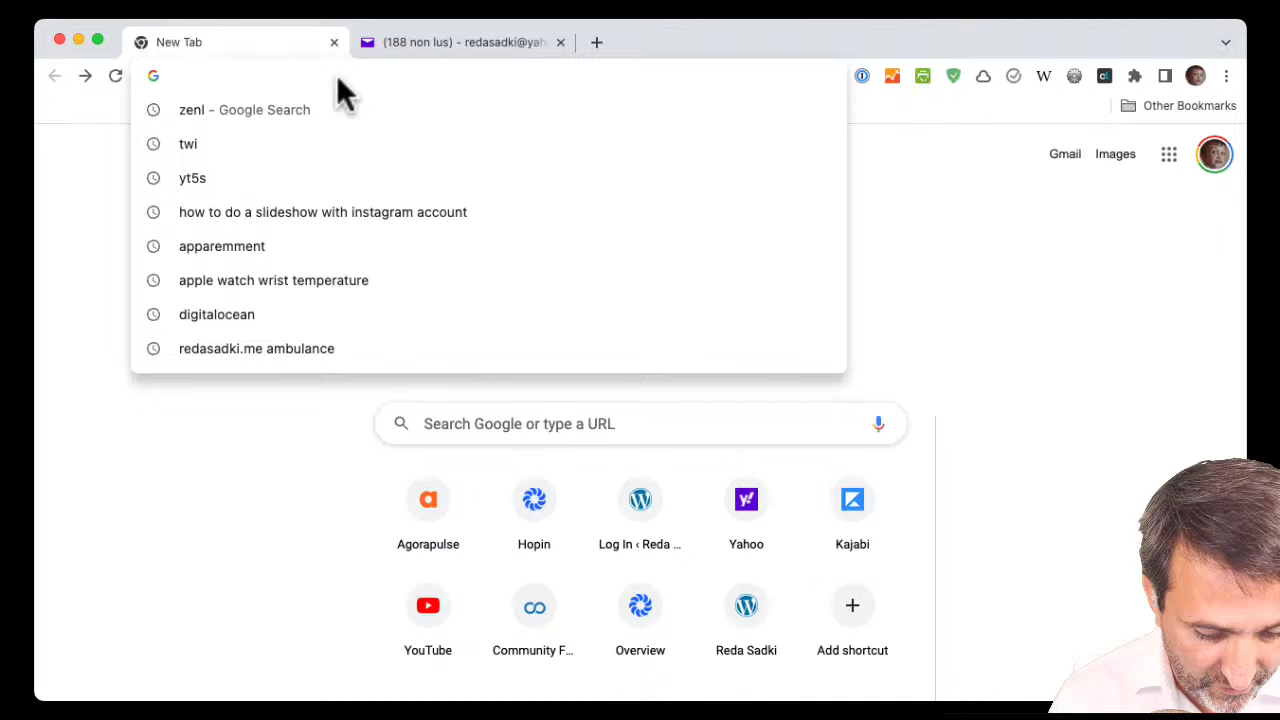 New Tab
(188 non lus) - redasadki@yah
zenl - Google Search
twi
yt5s
how to do a slideshow with instagram account
apparemment
apple watch wrist temperature
digitalocean
redasadki.me ambulance
Other Bookmarks
Gmail Images
Search Google or type a URL
Agorapulse Hopin Log In ‹ Reda ... Yahoo Kajabi
YouTube Community F... Overview Reda Sadki Add shortcut